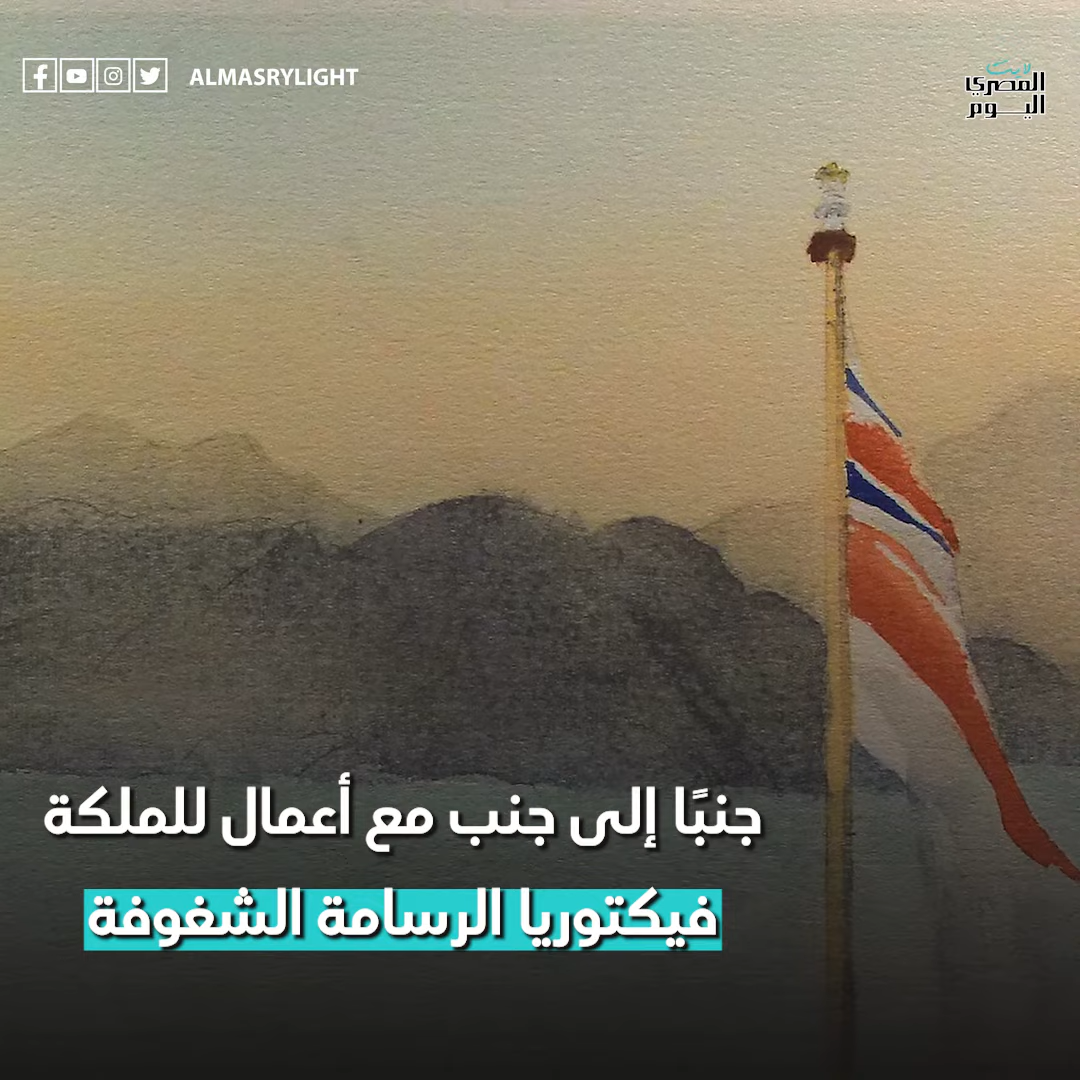 ALMASRYLIGHT
لايت
المصري
اليوم
جنبًا إلى جنب مع أعمال للملكة
فيكتوريا الرسامة الشغوفة